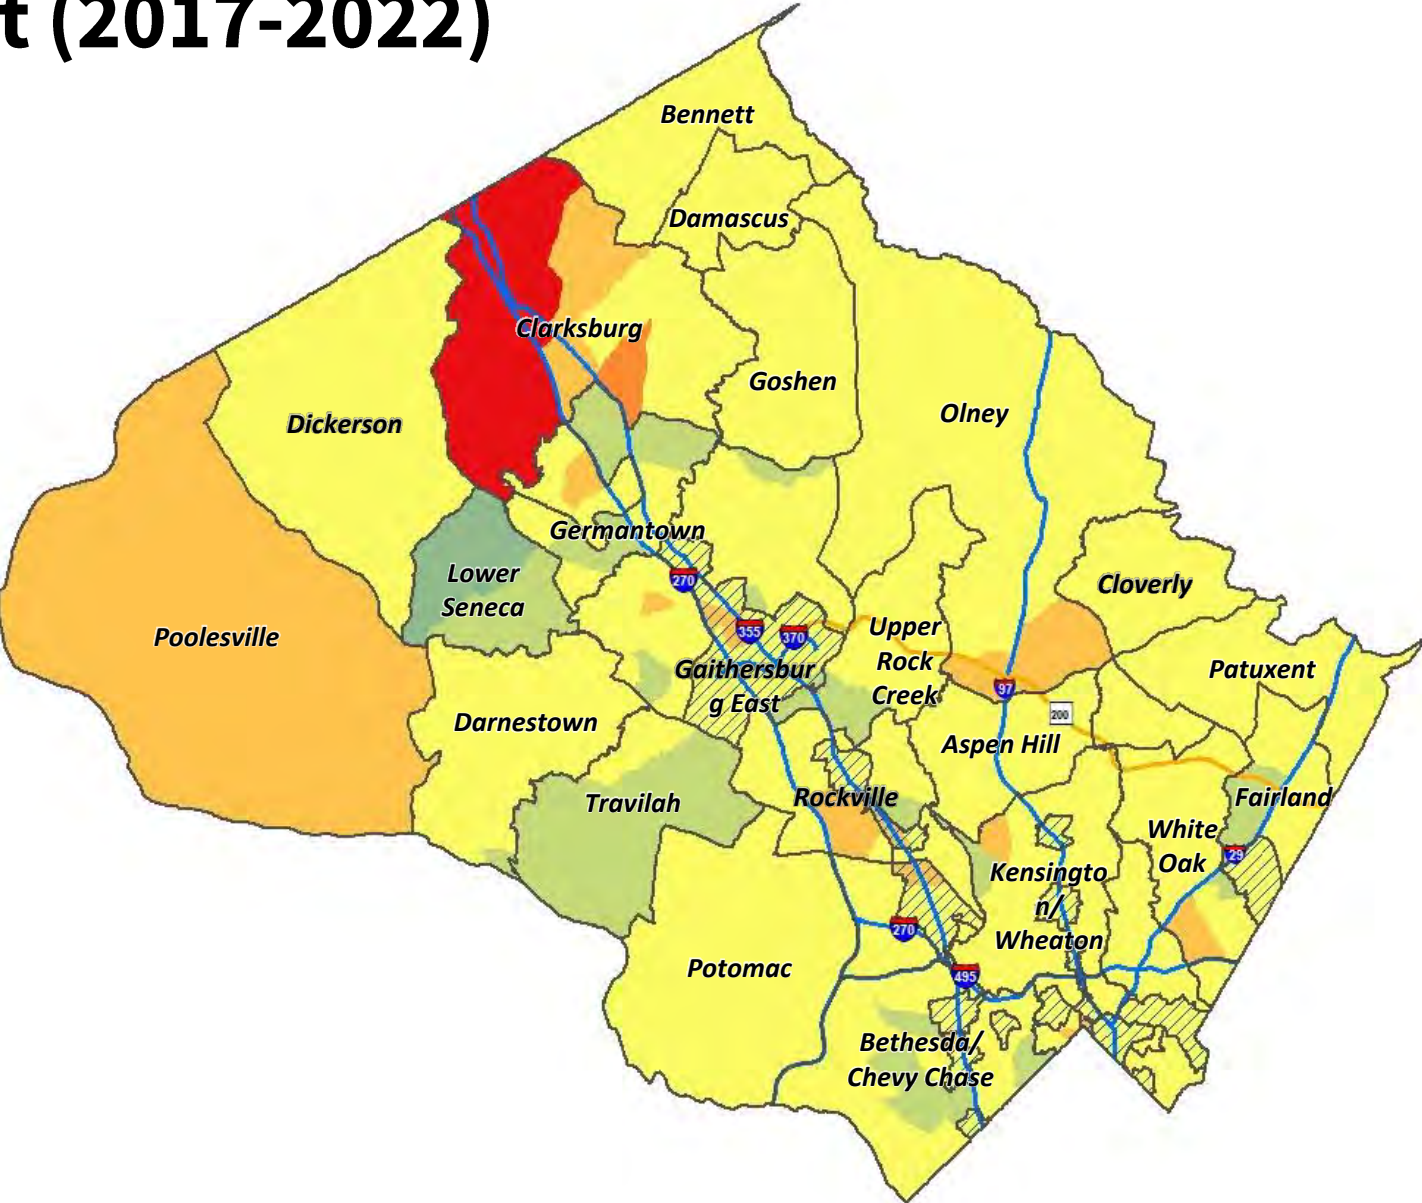 t (2017-2022)
Bennett
Damascus
Clarksburg
Goshen
Dickerson
Olney
Germantown
270
Lower
Seneca
Cloverly
Poolesville
355
370
Upper
Rock
Creek
Gaithersbur
g East
Patuxent
97
200
Darnestown
Aspen Hill
Travilah
Rockville
Fairland
White
Oak
29
Kensingto
n/
Wheaton
270
Potomac
495
Bethesda/
Chevy Chase